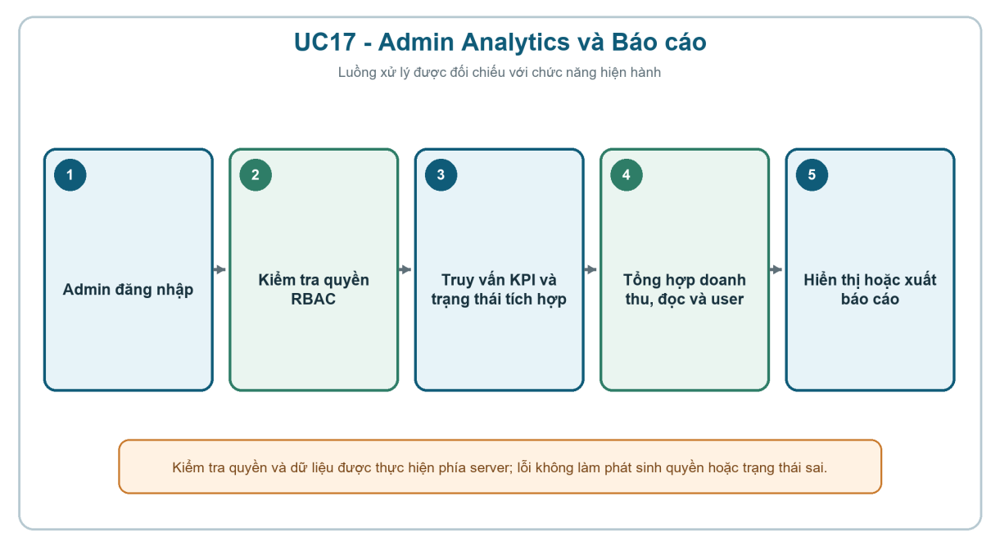 UC17 - Admin Analytics và Báo cáo
Luồng xử lý được đối chiếu với chức năng hiện hành
1
Admin đăng nhập
2
Kiểm tra quyền
RBAC
3
Truy vấn KPI và
trạng thái tích hợp
4
Tổng hợp doanh
thu, đọc và user
5
Hiển thị hoặc xuất
báo cáo
Kiểm tra quyền và dữ liệu được thực hiện phía server; lỗi không làm phát sinh quyền hoặc trạng thái sai.